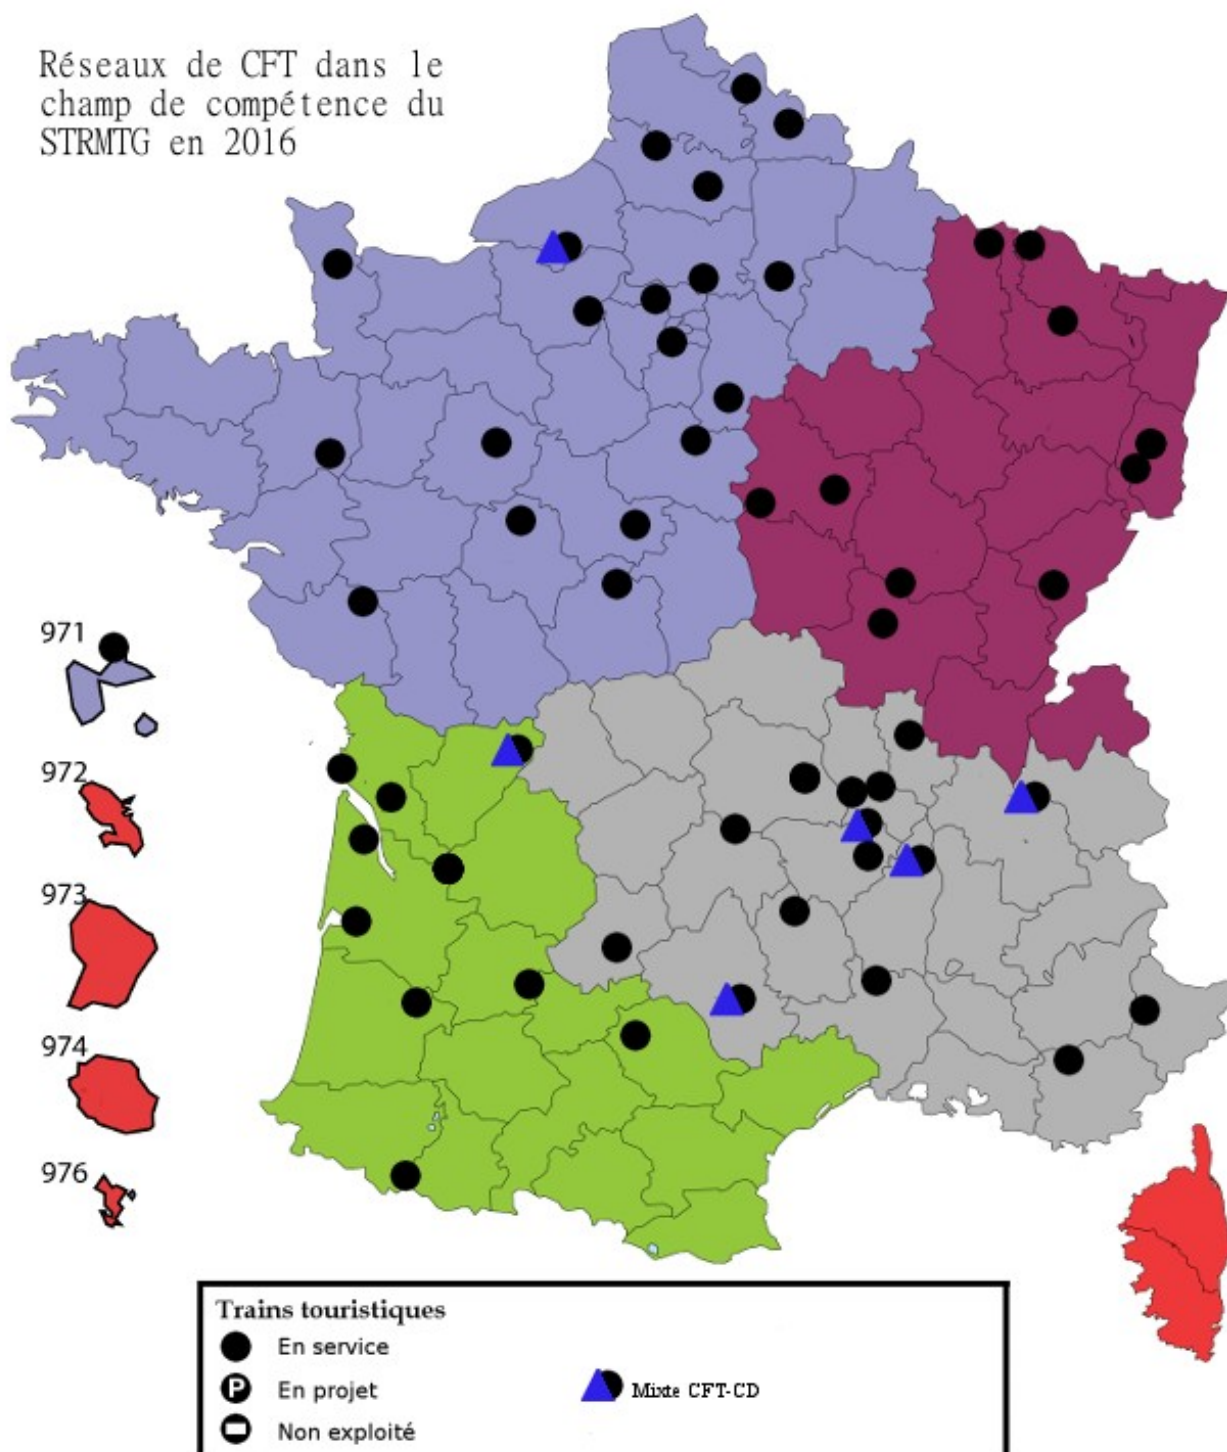 Réseaux de CFT dans le
champ de compétence du
STRMTG en 2016
971
972
973
974
976
Trains touristiques
En service
P En projet
Mixte CFT-CD
Non exploité